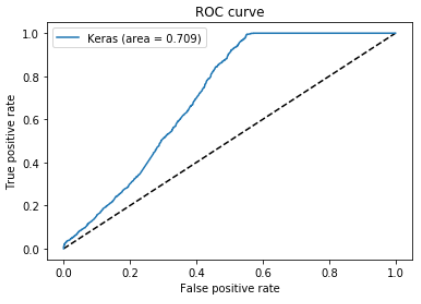 ROC curve
Keras (area = 0.709)
True positive rate
1.0
0.8
0.6
0.4
0.2
0.0
0.0 0.2 0.4 0.6 0.8 1.0
False positive rate